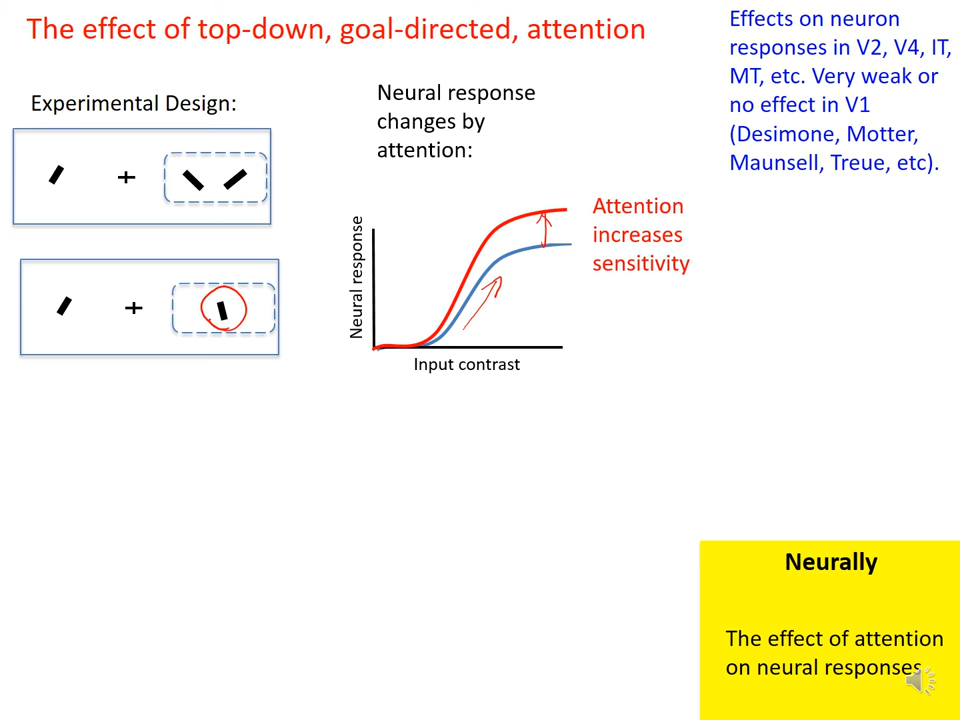 The effect of top-down, goal-directed, attention
Effects on neuron
responses in V2, V4, IT,
MT, etc. Very weak or
no effect in V1
(Desimone, Motter,
Maunsell, Treue, etc).
Experimental Design:
Neural response
changes by
attention:
Attention
increases
sensitivity
Neural response
Input contrast
Neurally
The effect of attention
on neural responses